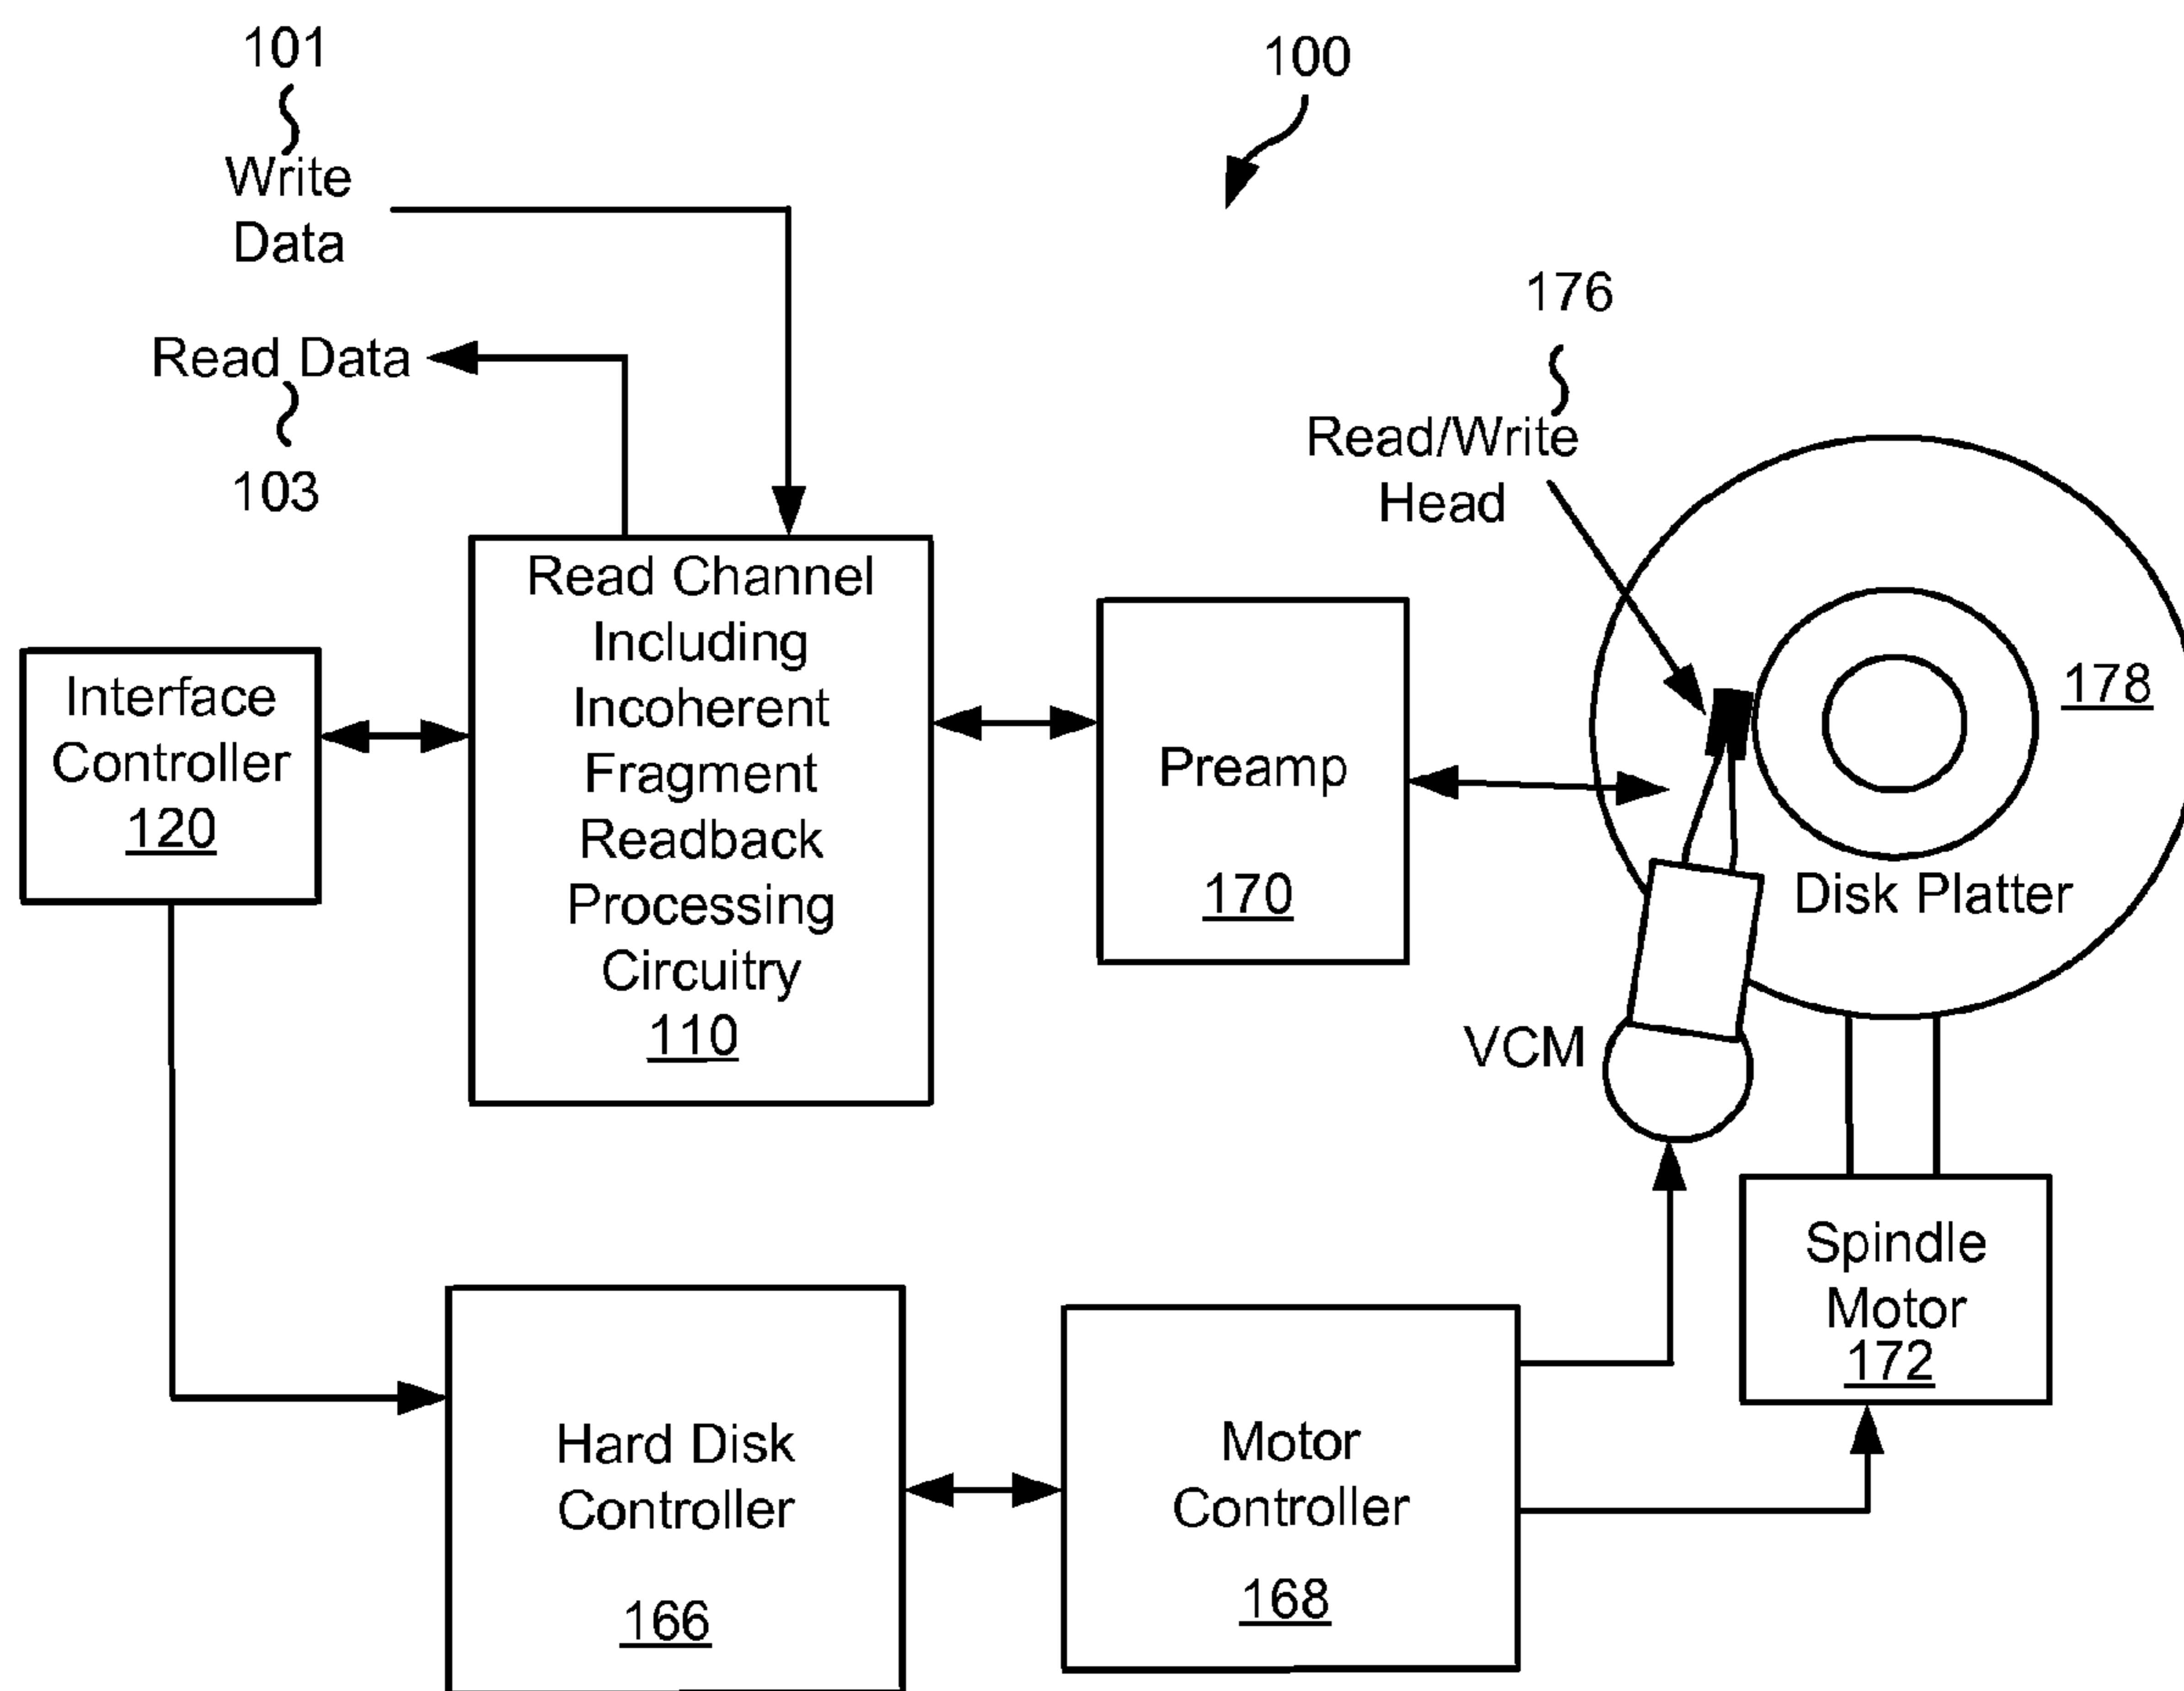 101
Write
Data
100
Read Data
103
176
Read/Write
Head
Read Channel
Including
Incoherent
Fragment
Readback
Processing
Circuitry
110
Interface
Controller
120
Preamp
170
178
Disk Platter
VCM
Spindle
Motor
172
Hard Disk
Controller
166
Motor
Controller
168